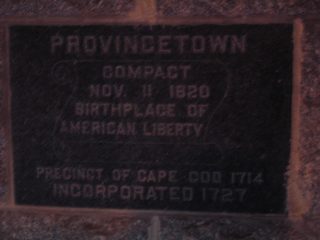 PROVINCETOWN
COMPACT
NOV. 11 1620
BIRTHPLACE OF
AMERICAN LIBERTY
PRECINCT OF CAPE COD 1714
INCORPORATED 1727